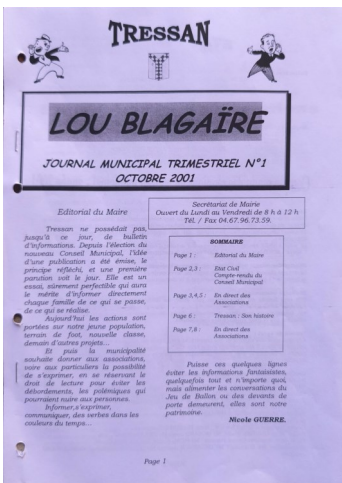 TRESSAN
LOU BLAGAÏRE
JOURNAL MUNICIPAL TRIMESTRIEL N°1
OCTOBRE 2001
Editorial du Maire
Tressan ne possédait pas,
jusqu'à ce jour, de bulletin
d'informations. Depuis l'élection du
nouveau Conseil Municipal, l'idée
d'une publication a été émise, le
principe réfléchi, et une première
parution voit le jour. Elle est un
essai, sûrement perfectible qui aura
le mérite d'informer directement
chaque famille de ce qui se passe,
de ce qui se réalise.
Aujourd'hui les actions sont
portées sur notre jeune population,
terrain de foot, nouvelle classe,
demain d'autres projets...
Et puis la municipalité
souhaite donner aux associations,
voire aux particuliers la possibilité
de s'exprimer, en se réservant le
droit de lecture pour éviter les
débordements, les polémiques qui
pourraient nuire aux personnes.
Informer,s'exprimer,
communiquer, des verbes dans les
couleurs du temps...
Secrétariat de Mairie
Ouvert du Lundi au Vendredi de 8 h à 12 h
Tél. / Fax 04.67.96.73.59.
SOMMAIRE
Page 1 : Editorial du Maire
Page 2,3 : Etat Civil
Compte-rendu du
Conseil Municipal
Page 3,4,5 : En direct des
Associations
Page 6 : Tressan : Son histoire
Page 7,8 : En direct des
Associations
Puisse ces quelques lignes
éviter les informations fantaisistes,
quelquefois tout et n'importe quoi,
mais alimenter les conversations du
Jeu de Ballon ou des devants de
porte demeurent, elles sont notre
patrimoine.
Nicole GUERRE.
Page 1